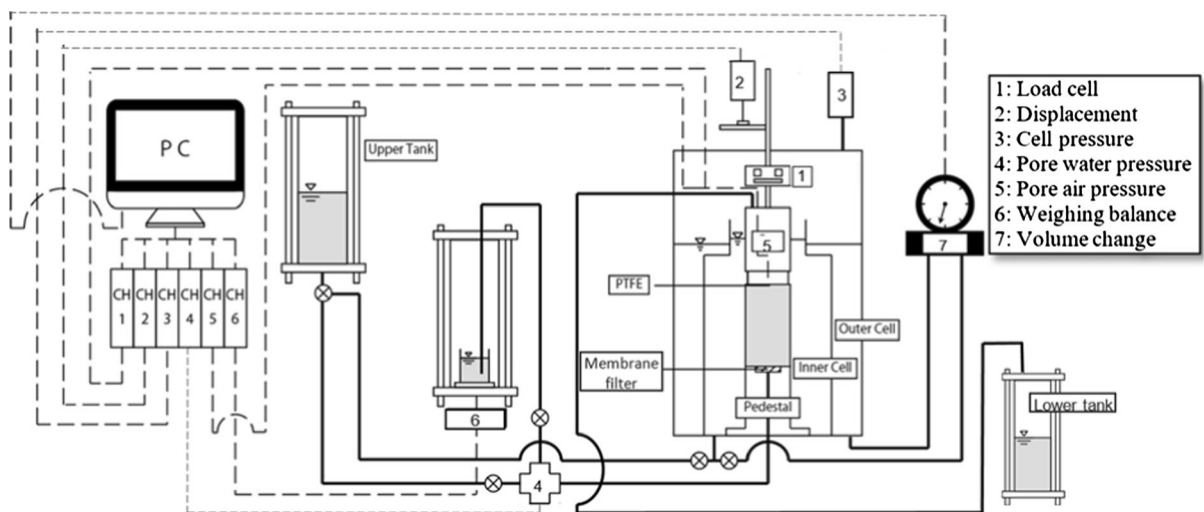 PC
CH 1
CH 2
CH 3
CH 4
CH 5
CH 6
Upper Tank
6
4
2
3
1
5
PTFE
Membrane
filter
Pedestal
Outer Cell
Inner Cell
7
Lower tank
1: Load cell
2: Displacement
3: Cell pressure
4: Pore water pressure
5: Pore air pressure
6: Weighing balance
7: Volume change